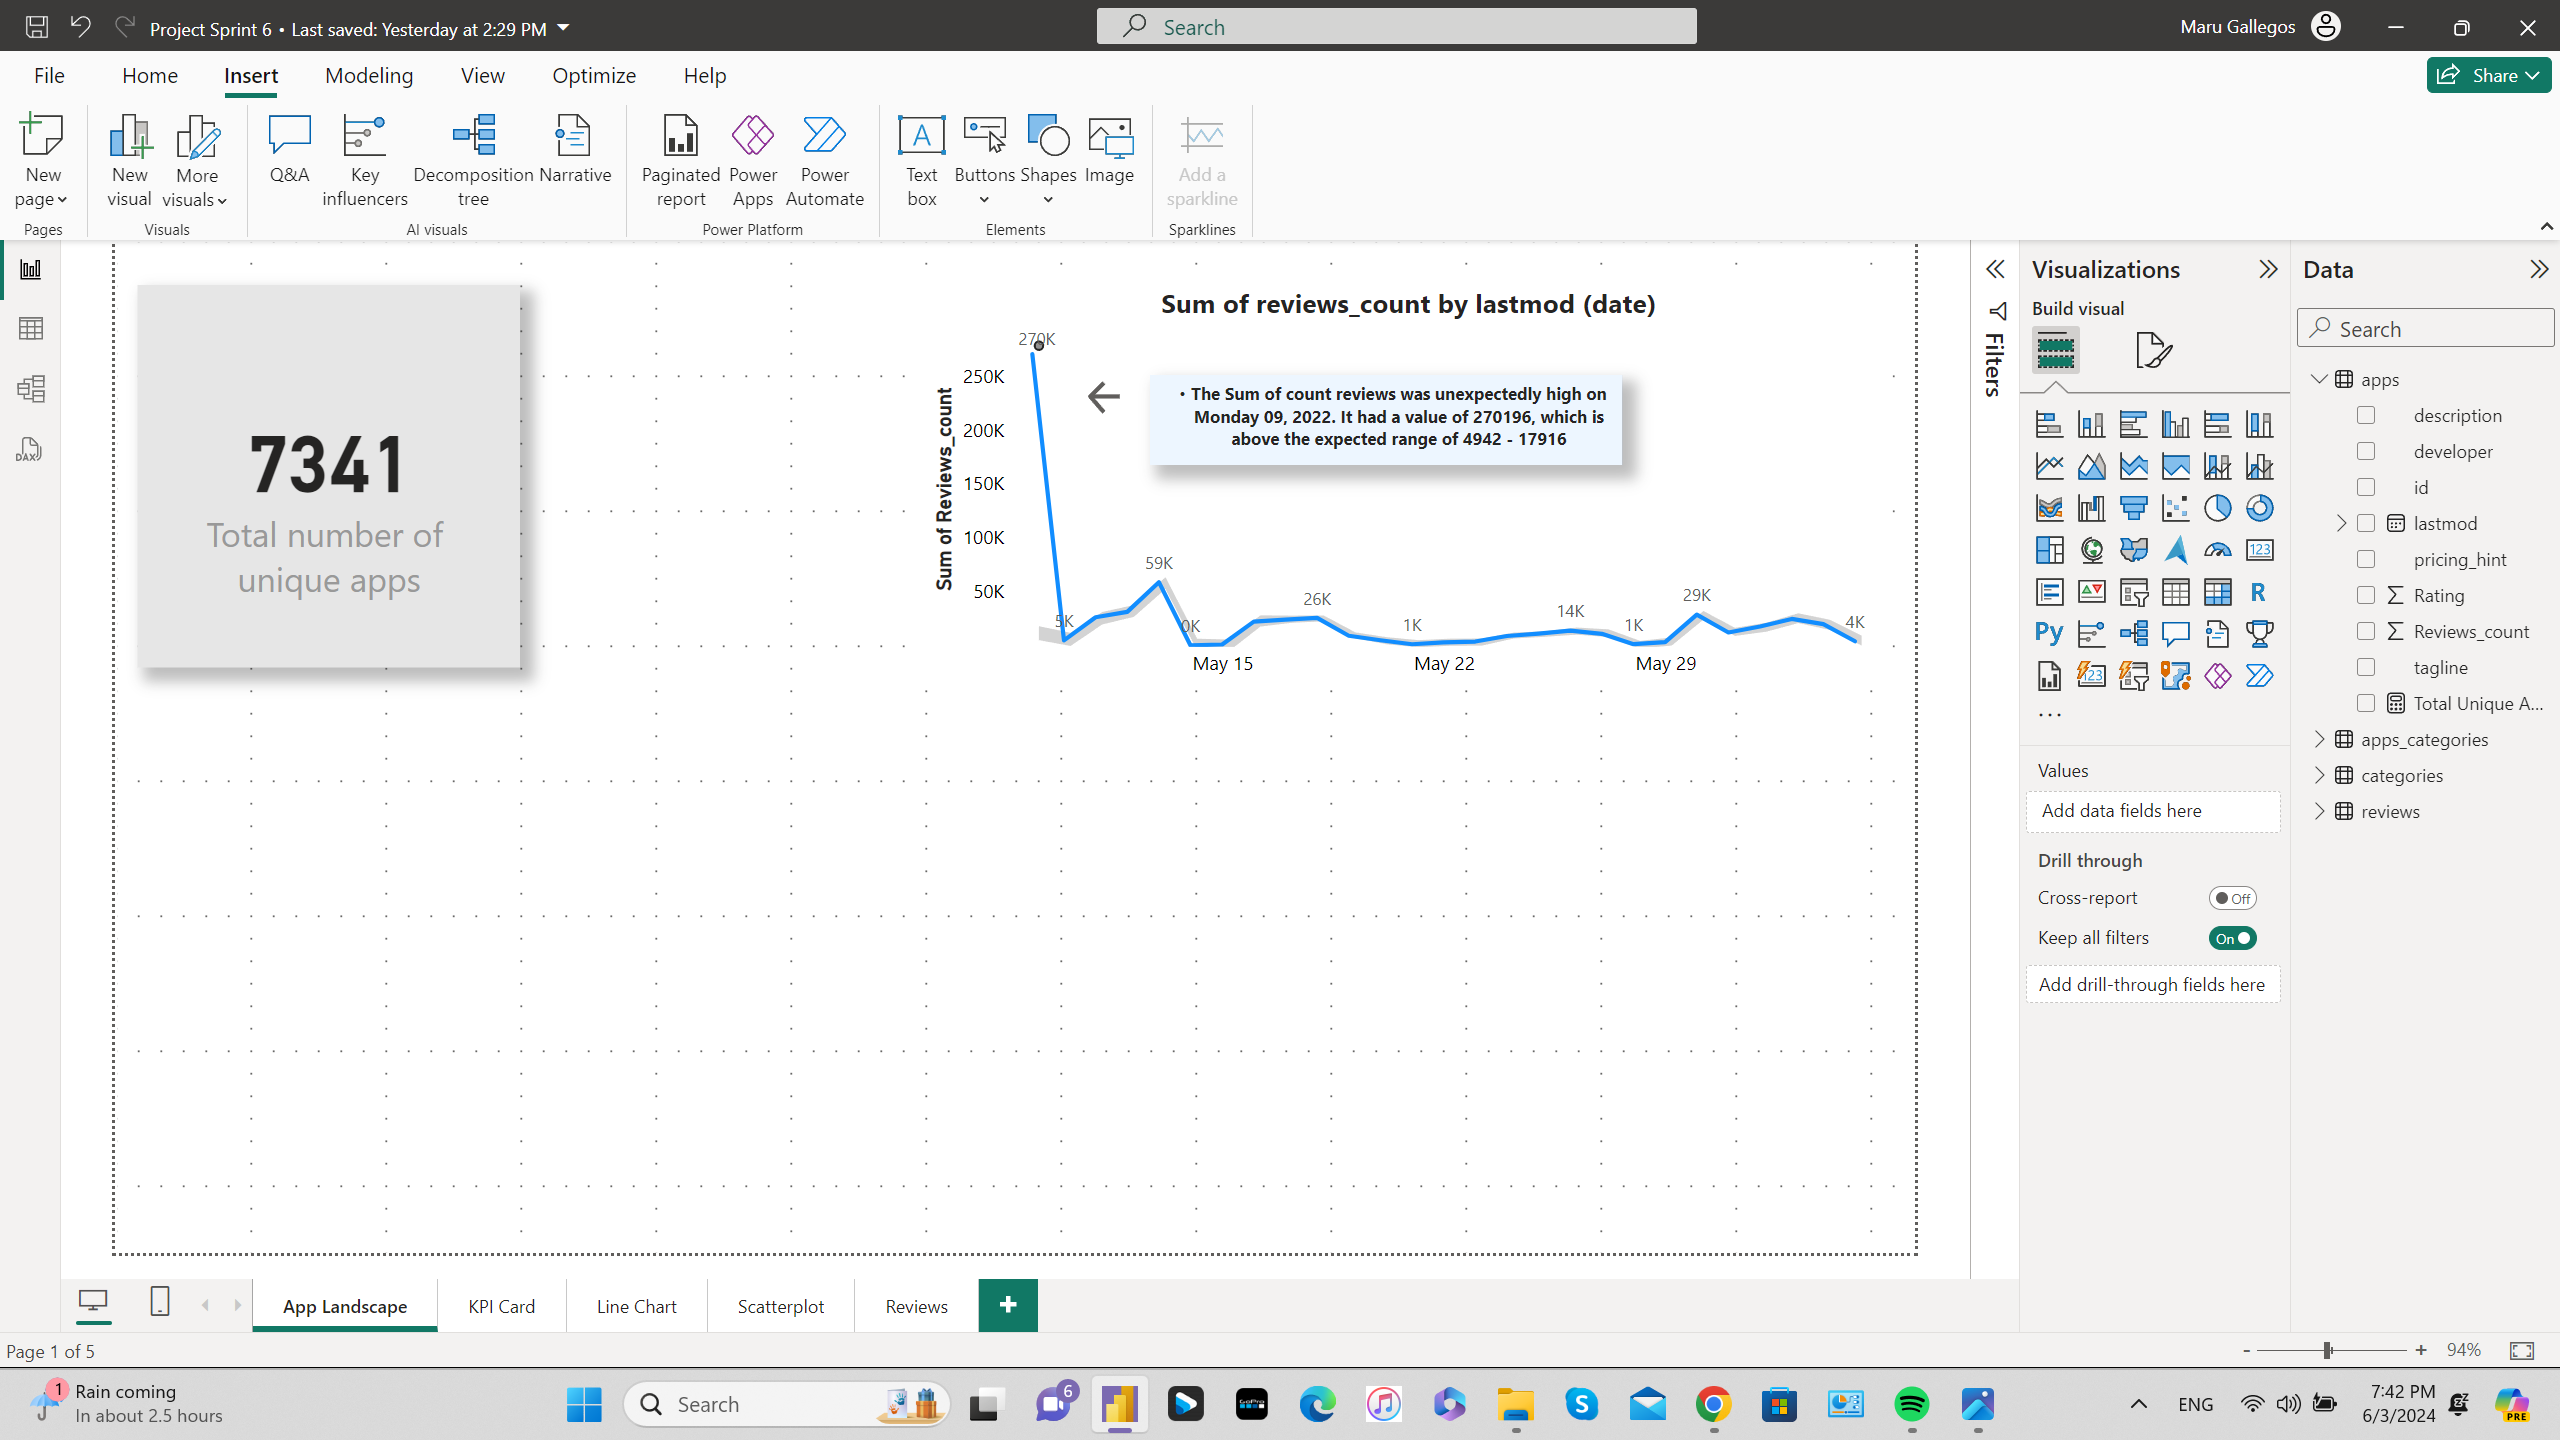 Project Sprint 6 • Last saved: Yesterday at 2:29 PM
Search
Maru Gallegos
File
Home
Insert
Modeling
View
Optimize
Help
Share
New page
New visual
More visuals
Q&A
Key influencers
Decomposition tree
Narrative
Paginated report
Power Apps
Power Automate
Text box
Buttons
Shapes
Image
Add a sparkline
Pages
Visuals
AI visuals
Power Platform
Elements
Sparklines
DAX
7341
Total number of
unique apps
Sum of reviews_count by lastmod (date)
Sum of Reviews_count
250K
200K
150K
100K
50K
270K
5K
59K
0K
26K
1K
14K
1K
29K
4K
May 15
May 22
May 29
• The Sum of count reviews was unexpectedly high on
Monday 09, 2022. It had a value of 270196, which is
above the expected range of 4942 - 17916
Filters
Visualizations
Build visual
123
R
Py
123
Values
Add data fields here
Drill through
Cross-report
Off
Keep all filters
On
Add drill-through fields here
Data
Search
apps
description
developer
id
lastmod
pricing_hint
Rating
Reviews_count
tagline
Total Unique A...
apps_categories
categories
reviews
App Landscape
KPI Card
Line Chart
Scatterplot
Reviews
Page 1 of 5
94%
1
Rain coming
In about 2.5 hours
Search
6
GoPro
ENG
7:42 PM
6/3/2024
PRE